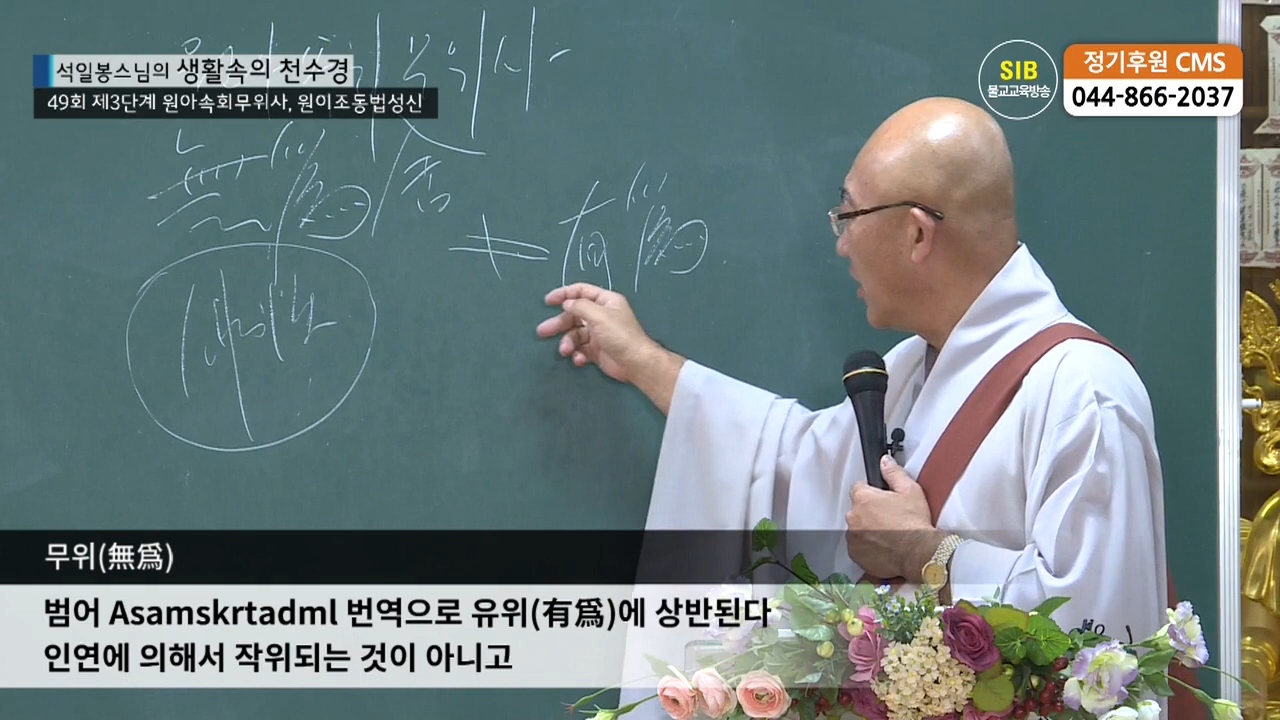 석일봉스님의 생활속의 천수경
49회 제3단계 원아속회무위사, 원이조동법성신
SIB
불교교육방송
정기후원 CMS
044-866-2037
無爲舍 ≠ 有爲
무위(無爲)
범어 Asamskrtadml 번역으로 유위(有爲)에 상반된다
인연에 의해서 작위되는 것이 아니고